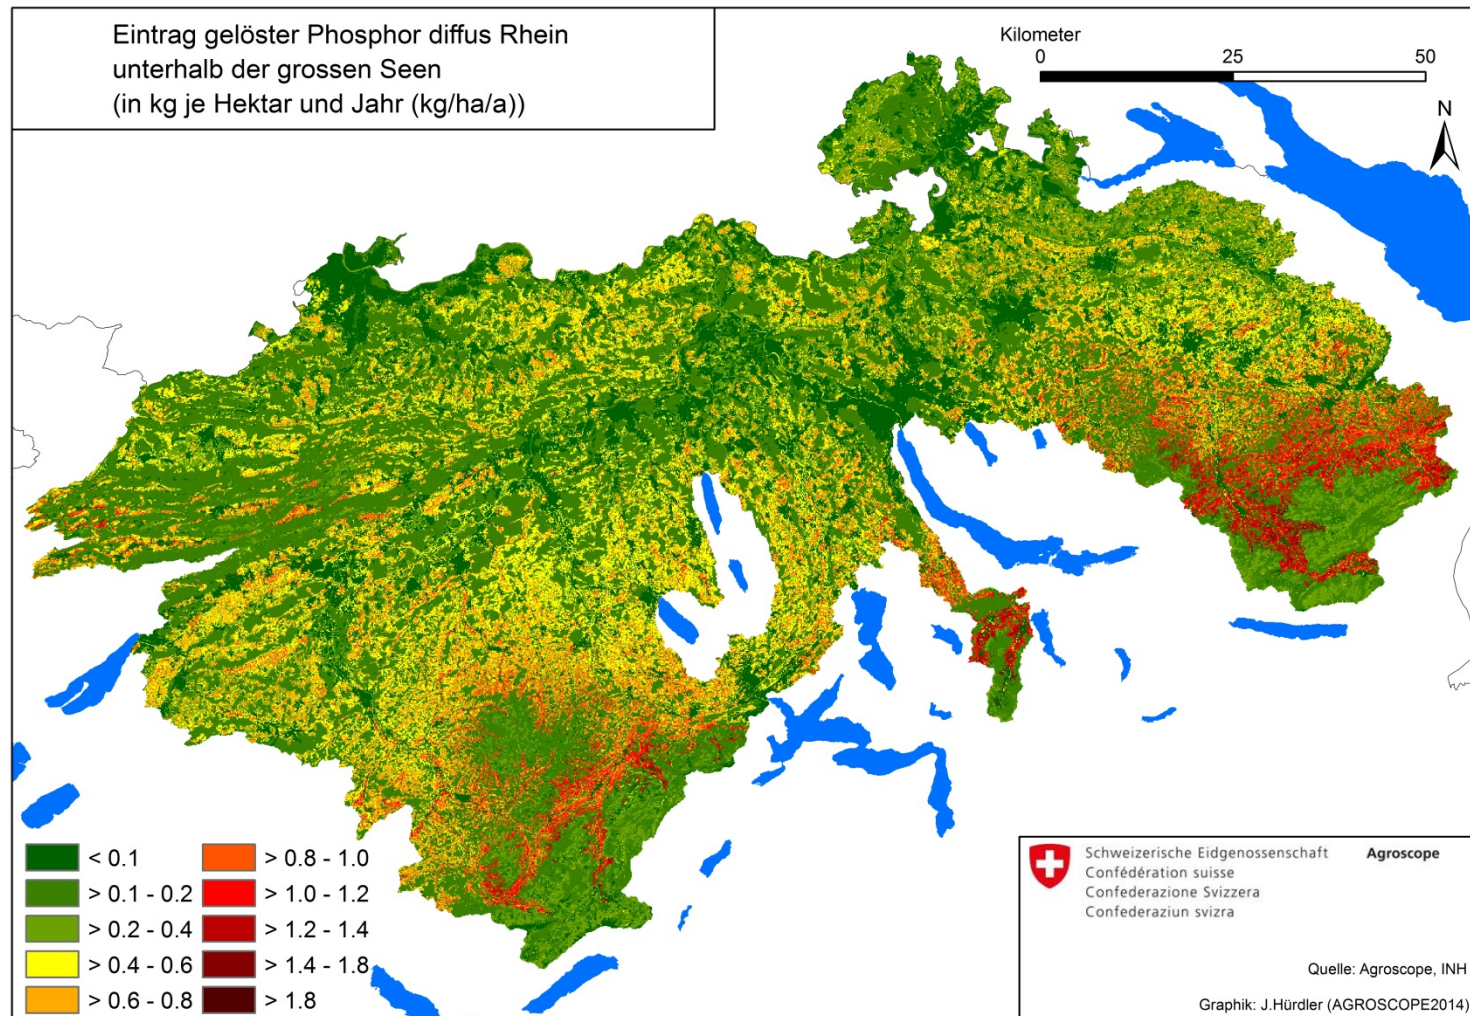 Eintrag gelöster Phosphor diffus Rhein
unterhalb der grossen Seen
(in kg je Hektar und Jahr (kg/ha/a))
Kilometer
0 25 50
N
< 0.1
> 0.1 - 0.2
> 0.2 - 0.4
> 0.4 - 0.6
> 0.6 - 0.8
> 0.8 - 1.0
> 1.0 - 1.2
> 1.2 - 1.4
> 1.4 - 1.8
> 1.8
Schweizerische Eidgenossenschaft
Confédération suisse
Confederazione Svizzera
Confederaziun svizra
Agroscope
Quelle: Agroscope, INH
Graphik: J.Hürdler (AGROSCOPE2014)